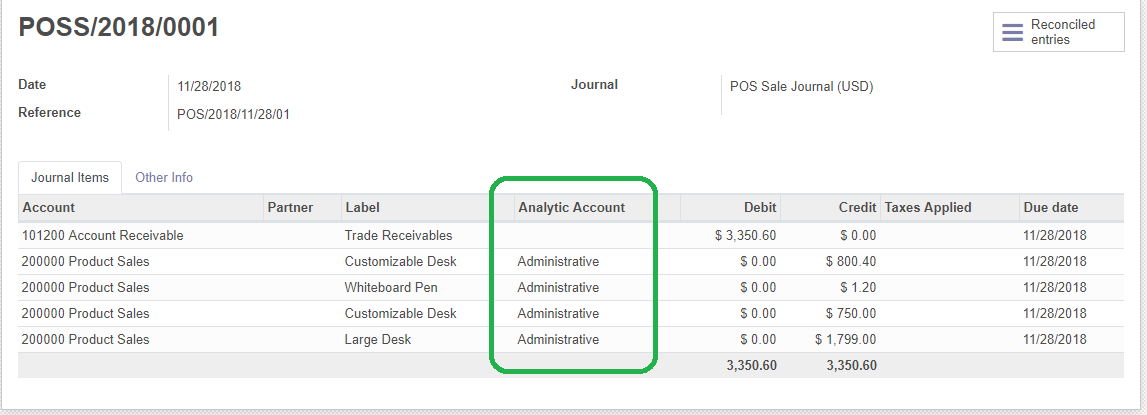 POSS/2018/0001
Reconciled
entries
Date 11/28/2018 Journal POS Sale Journal (USD)
Reference POS/2018/11/28/01
Journal Items Other Info
Account Partner Label Analytic Account Debit Credit Taxes Applied Due date
101200 Account Receivable Trade Receivables $ 3,350.60 $ 0.00 11/28/2018
200000 Product Sales Customizable Desk Administrative $ 0.00 $ 800.40 11/28/2018
200000 Product Sales Whiteboard Pen Administrative $ 0.00 $ 1.20 11/28/2018
200000 Product Sales Customizable Desk Administrative $ 0.00 $ 750.00 11/28/2018
200000 Product Sales Large Desk Administrative $ 0.00 $ 1,799.00 11/28/2018
3,350.60 3,350.60